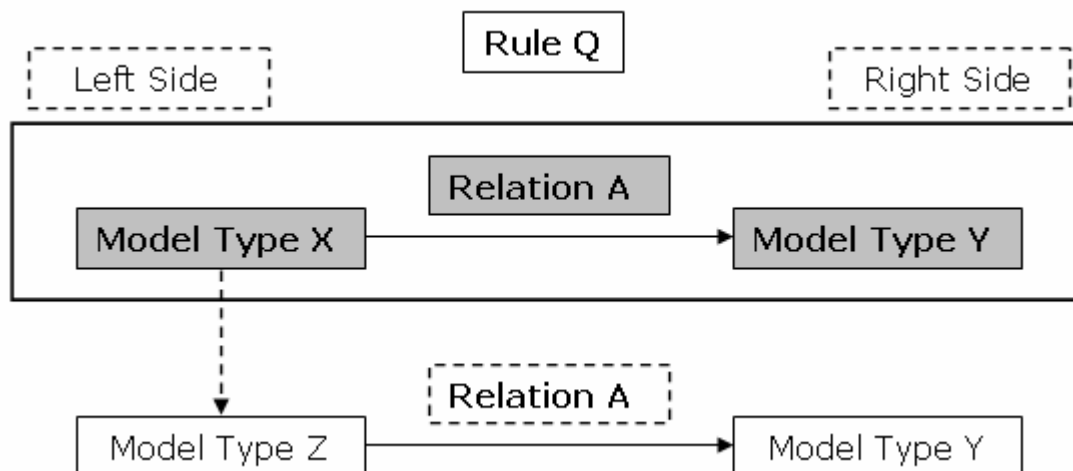 Rule Q
Left Side
Right Side
Relation A
Model Type X
Model Type Y
Relation A
Model Type Z
Model Type Y